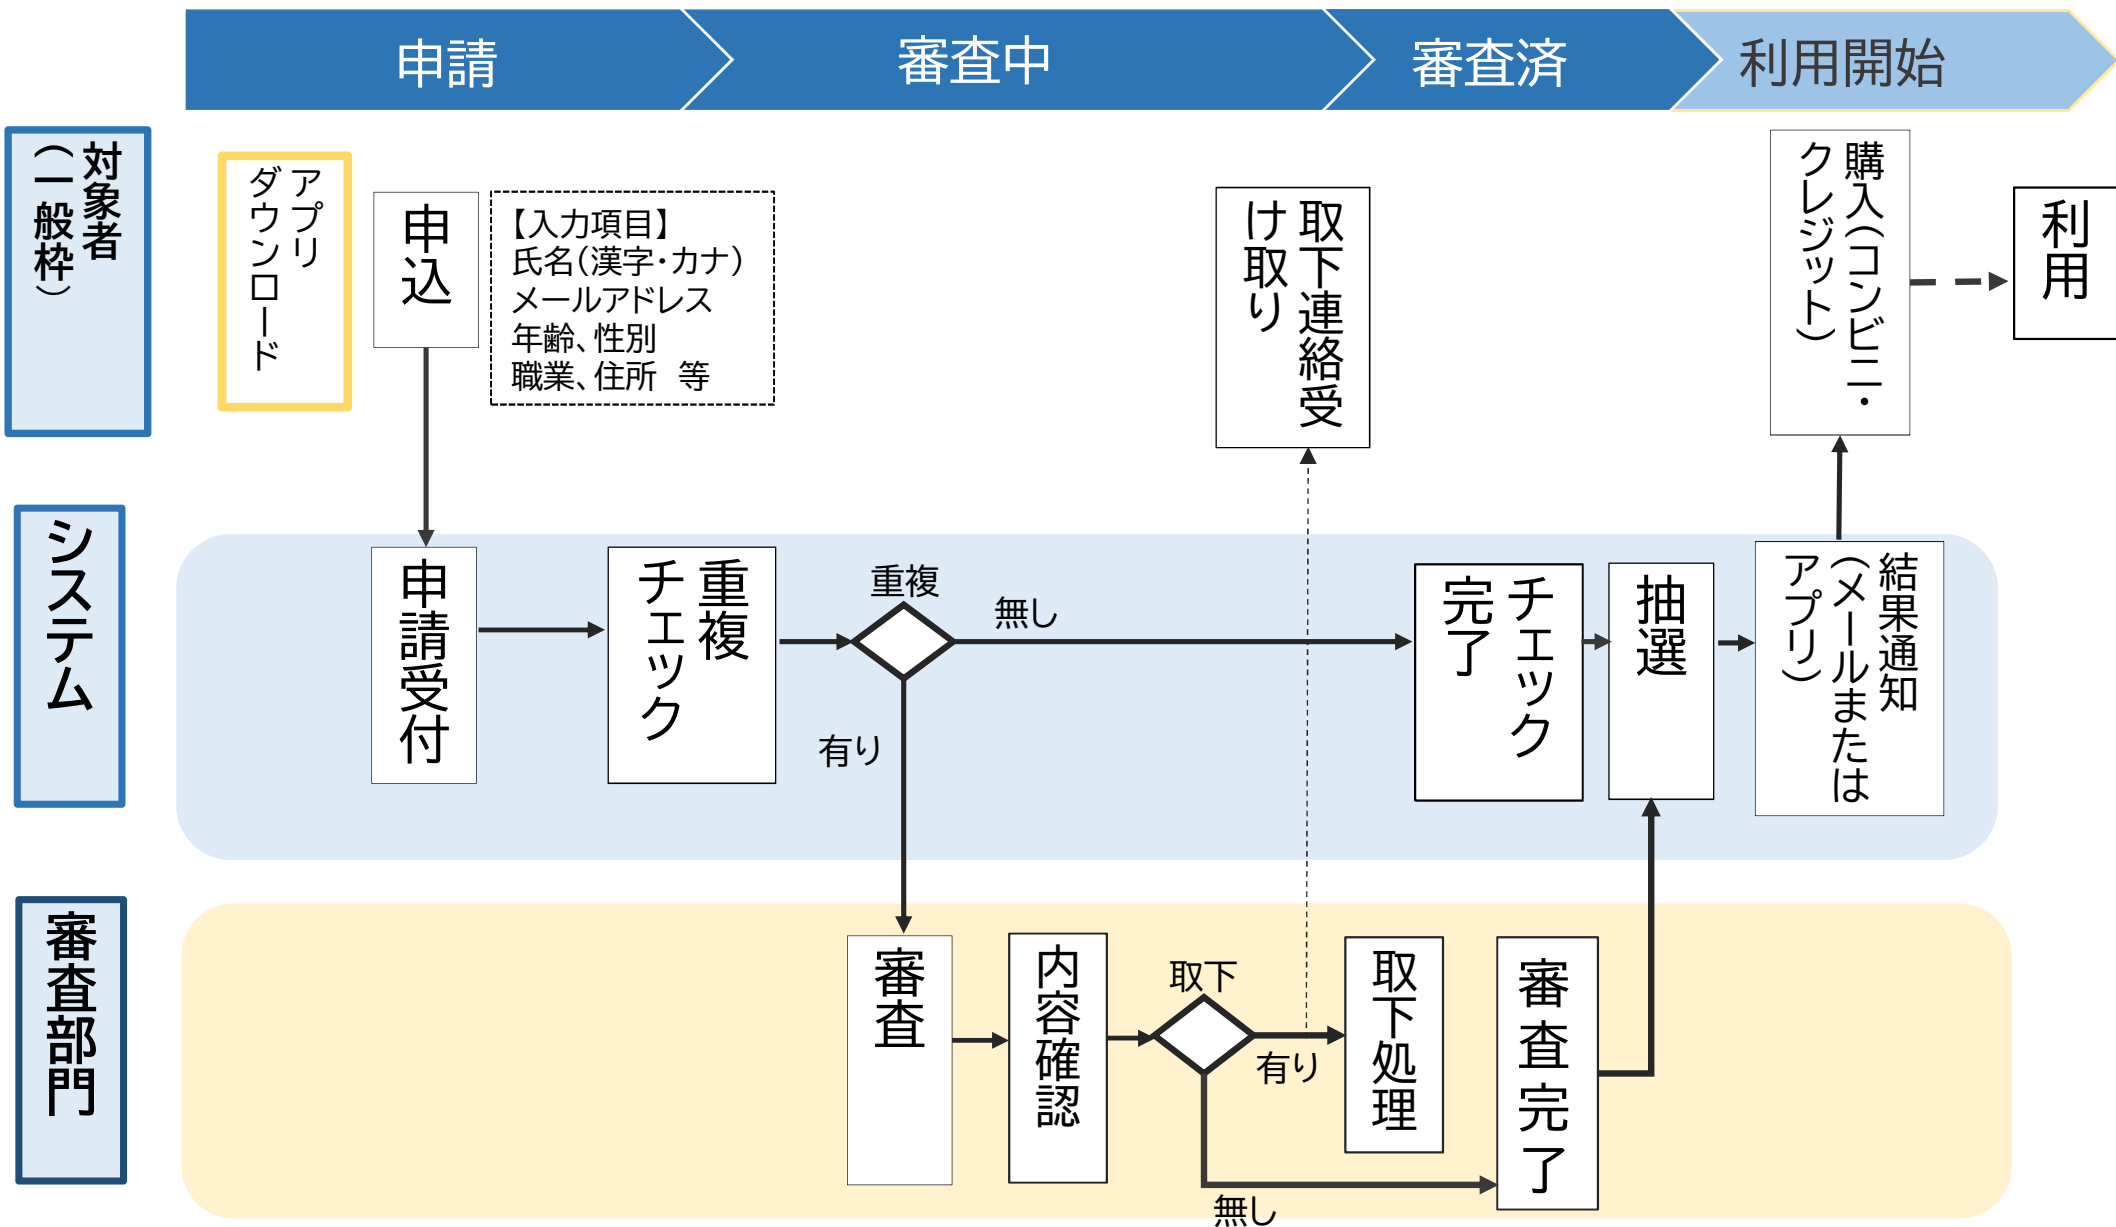 申請
審査中
審査済
利用開始
対象者
(一般枠)
アプリ
ダウンロード
申込
【入力項目】
氏名(漢字・カナ)
メールアドレス
年齢、性別
職業、住所　等
取下連絡受
け取り
購入(コンビニ・
クレジット)
利用
システム
申請受付
重複
チェック
重複
無し
有り
チェック
完了
抽選
結果通知
(メールまたは
アプリ)
審査部門
審査
内容確認
取下
有り
無し
取下処理
審査完了